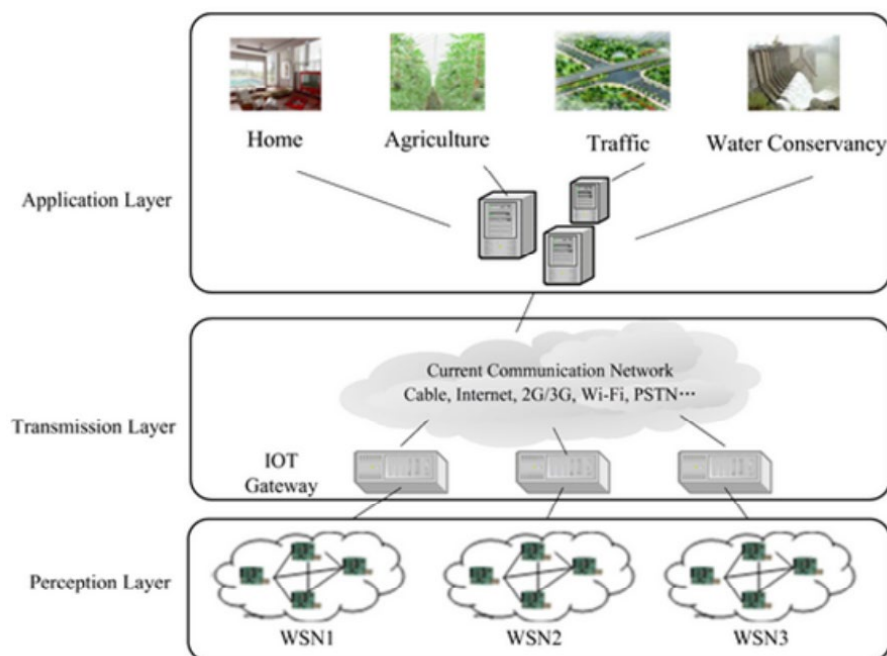 Home
Agriculture
Traffic
Water Conservancy
Application Layer
Current Communication Network
Cable, Internet, 2G/3G, Wi-Fi, PSTN…
Transmission Layer
IOT
Gateway
Perception Layer
WSN1
WSN2
WSN3